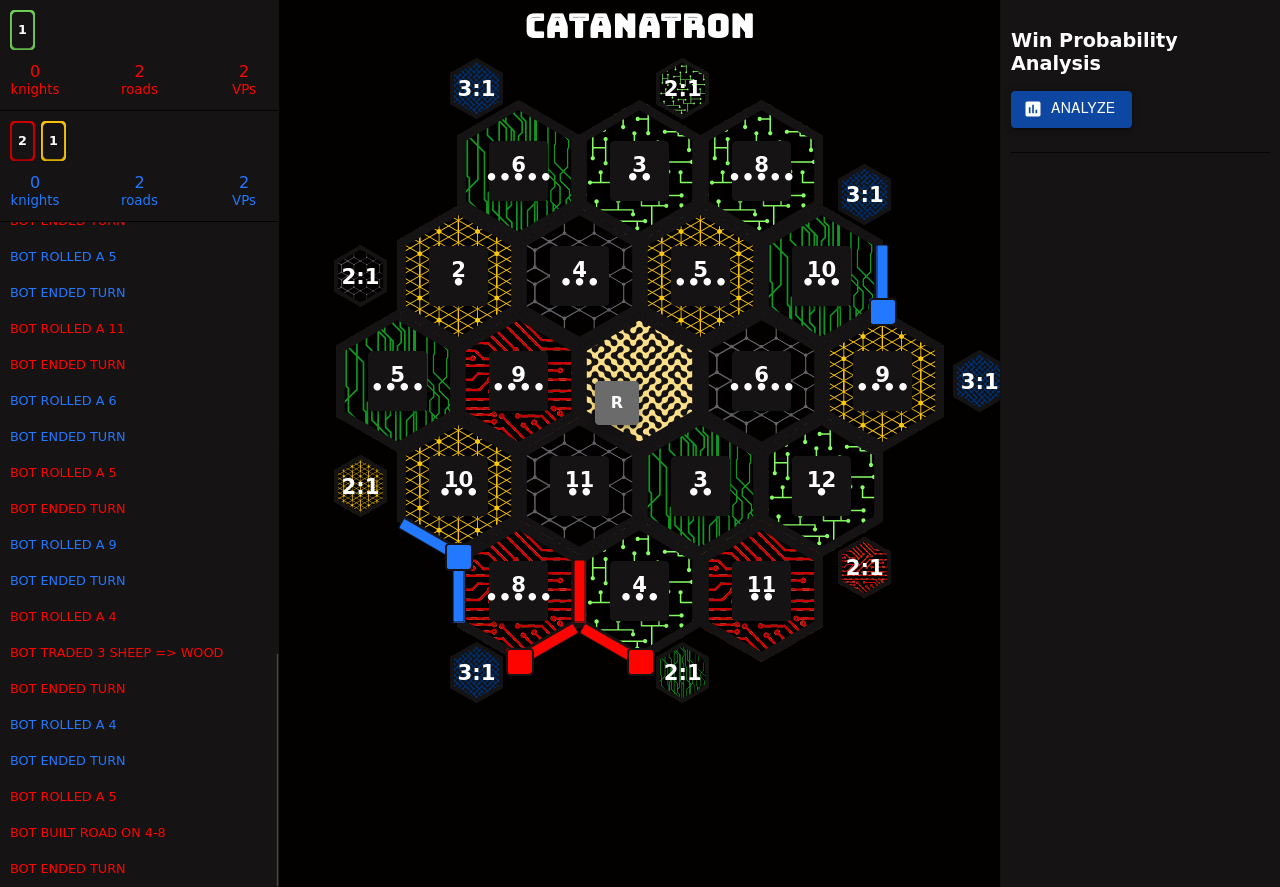 1
0 2 2
knights roads VPs
2 1
0 2 2
knights roads VPs
BOT ENDED TURN
BOT ROLLED A 5
BOT ENDED TURN
BOT ROLLED A 11
BOT ENDED TURN
BOT ROLLED A 6
BOT ENDED TURN
BOT ROLLED A 5
BOT ENDED TURN
BOT ROLLED A 9
BOT ENDED TURN
BOT ROLLED A 4
BOT TRADED 3 SHEEP => WOOD
BOT ENDED TURN
BOT ROLLED A 4
BOT ENDED TURN
BOT ROLLED A 5
BOT BUILT ROAD ON 4-8
BOT ENDED TURN
CATANATRON
3:1 2:1
6 3 8
3:1
2:1 2 4 5 10
5 9 6 9 3:1
R
2:1 10 11 3 12
8 4 11 2:1
3:1 2:1
Win Probability
Analysis
ANALYZE